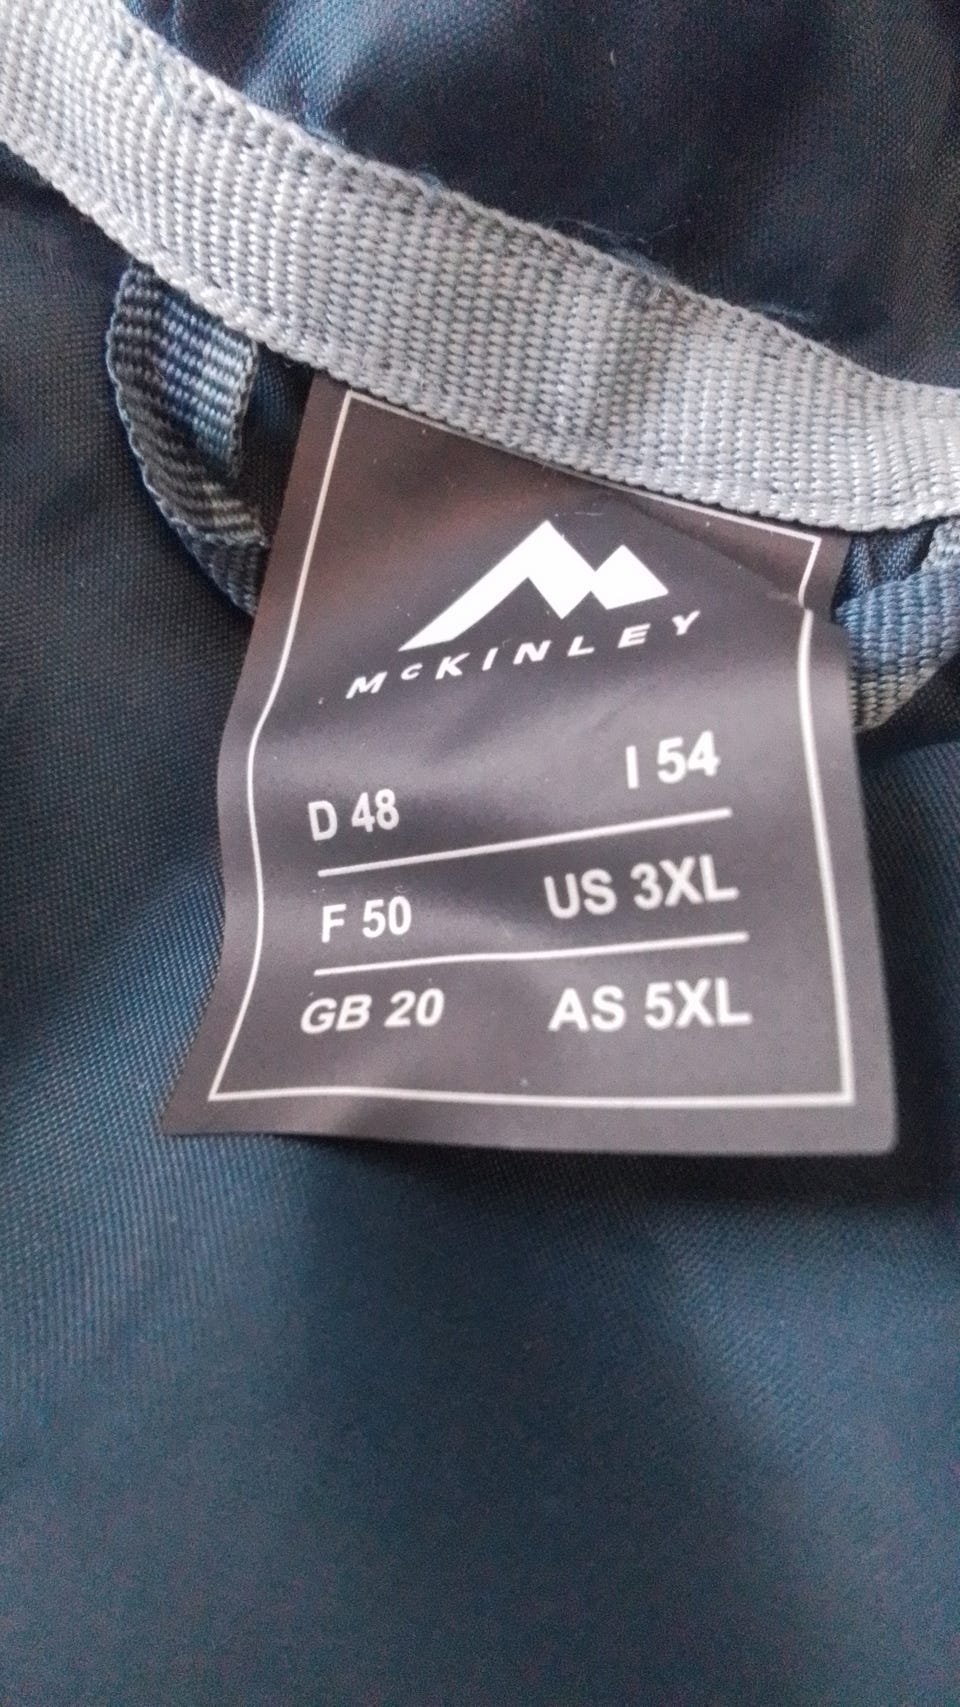 McKINLEY
D 48 I 54
F 50 US 3XL
GB 20 AS 5XL